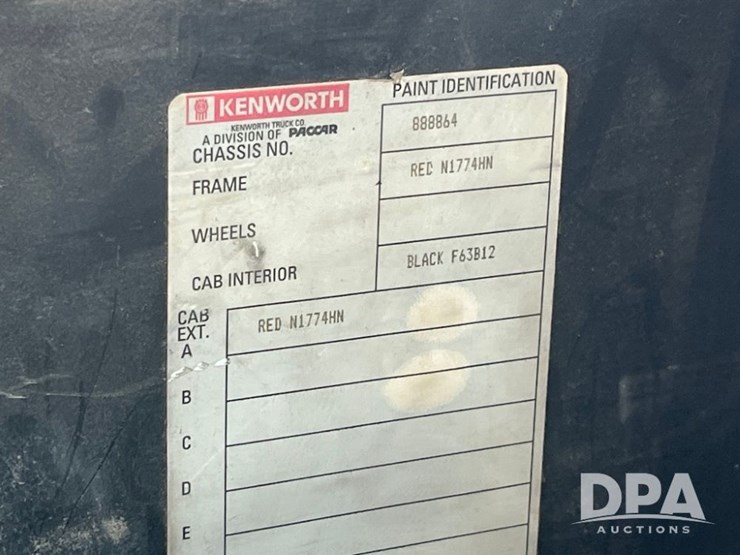 KENWORTH
KENWORTH TRUCK CO.
A DIVISION OF PACCAR
PAINT IDENTIFICATION
CHASSIS NO. 888864
FRAME RED N1774HN
WHEELS
CAB INTERIOR BLACK F63B12
CAB
EXT.
A RED N1774HN
B
C
D
E
DPA
AUCTIONS